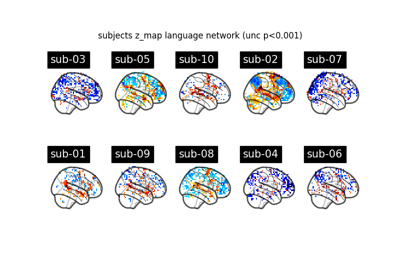 subjects z_map language network (unc p<0.001)
sub-03 sub-05 sub-10 sub-02 sub-07
sub-01 sub-09 sub-08 sub-04 sub-06